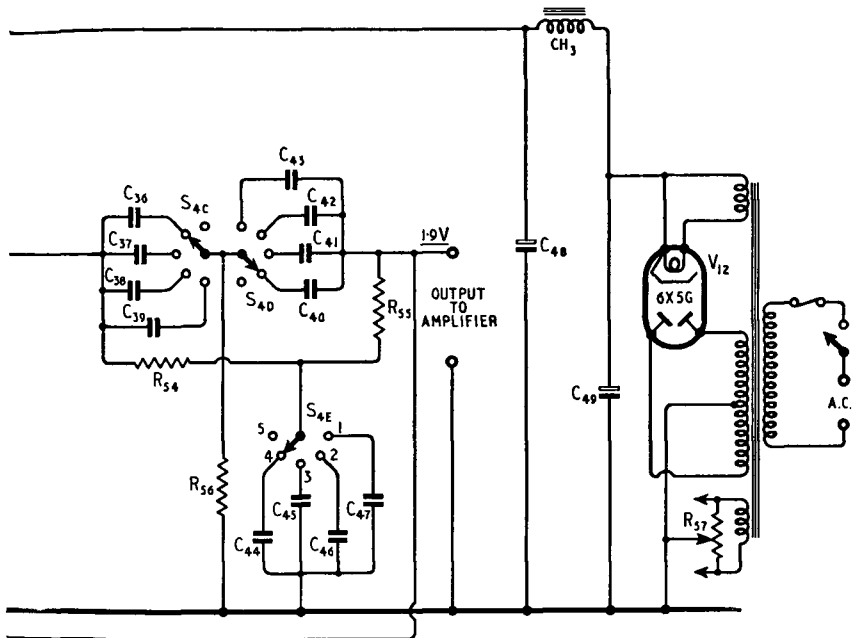 CH3
C43
C36
S4C
C42
C37
C41
1·9V
C48
V12
C38
S4D
6X5G
C40
R55
OUTPUT
TO
AMPLIFIER
C39
R54
C49
A.C.
S4E
5
1
4
2
3
R56
C45
C47
R57
C44
C46